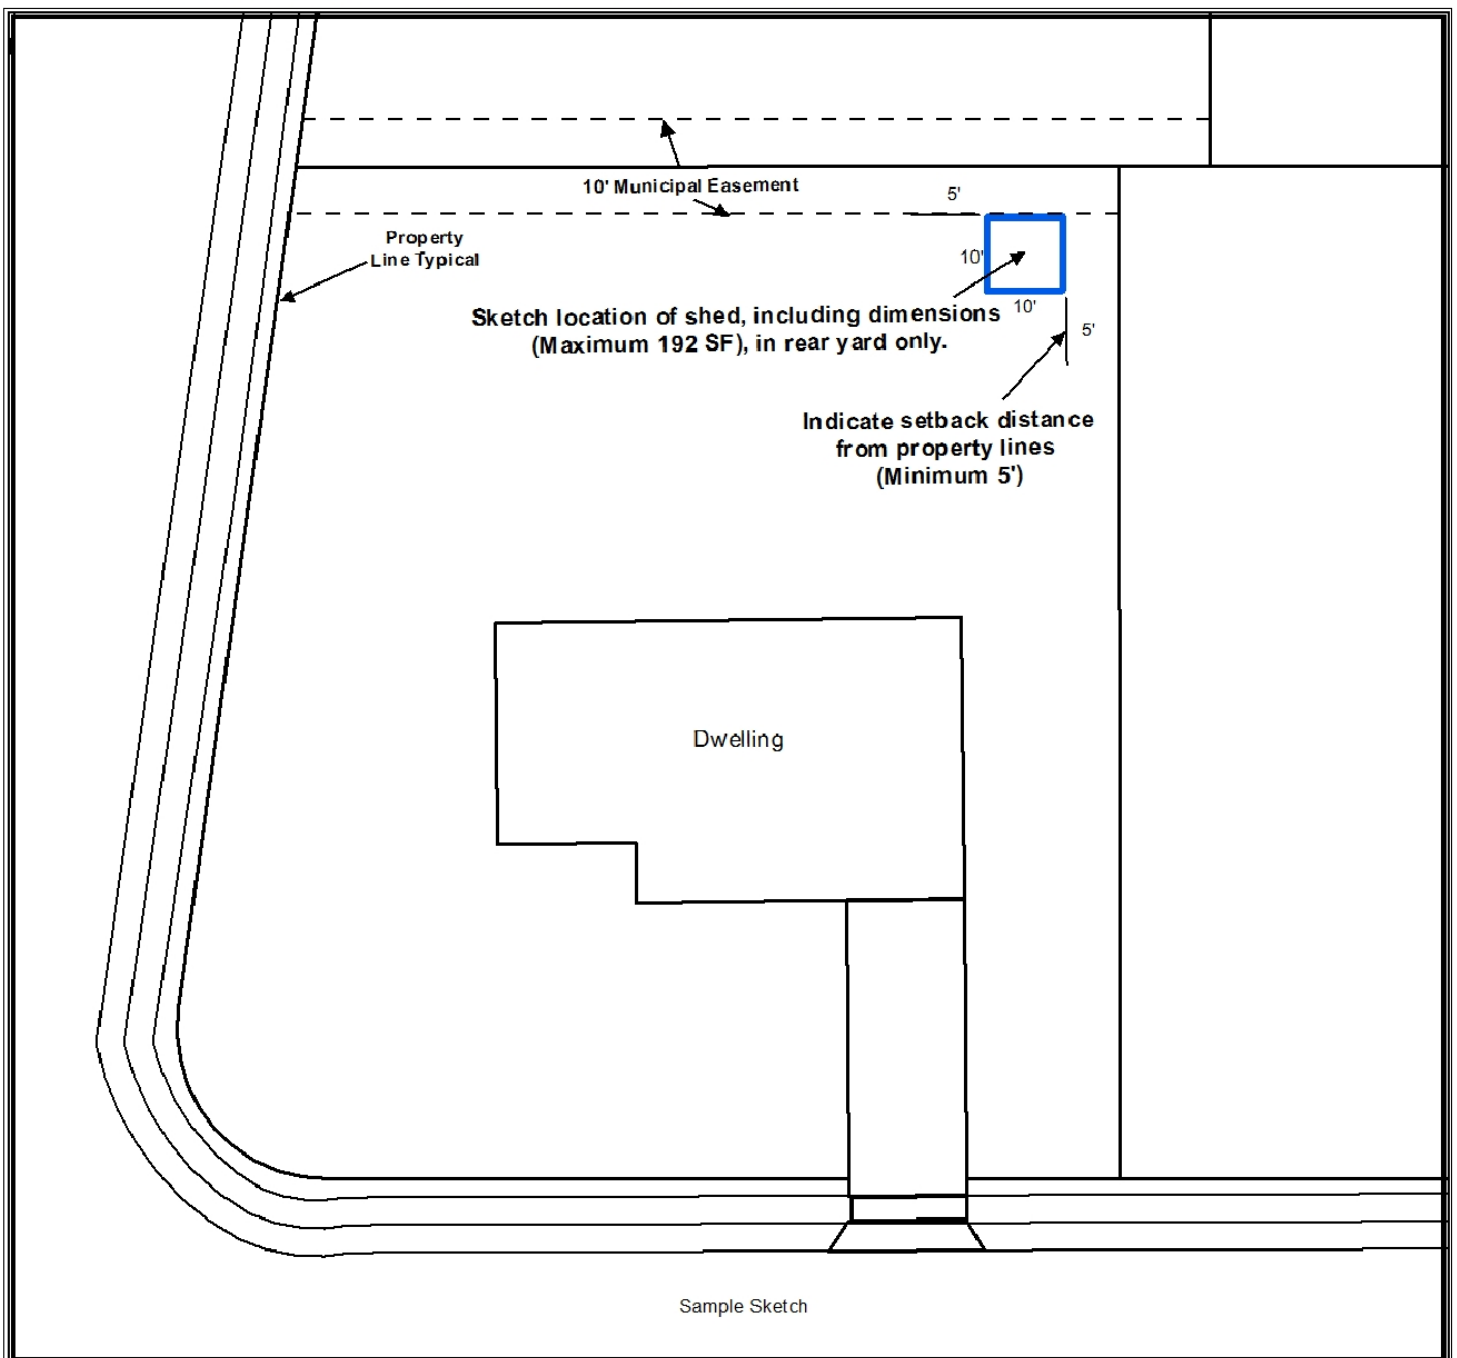 10' Municipal Easement
5'
Property
Line Typical
10'
10'
Sketch location of shed, including dimensions
(Maximum 192 SF), in rear yard only.
5'
Indicate setback distance
from property lines
(Minimum 5')
Dwelling
Sample Sketch